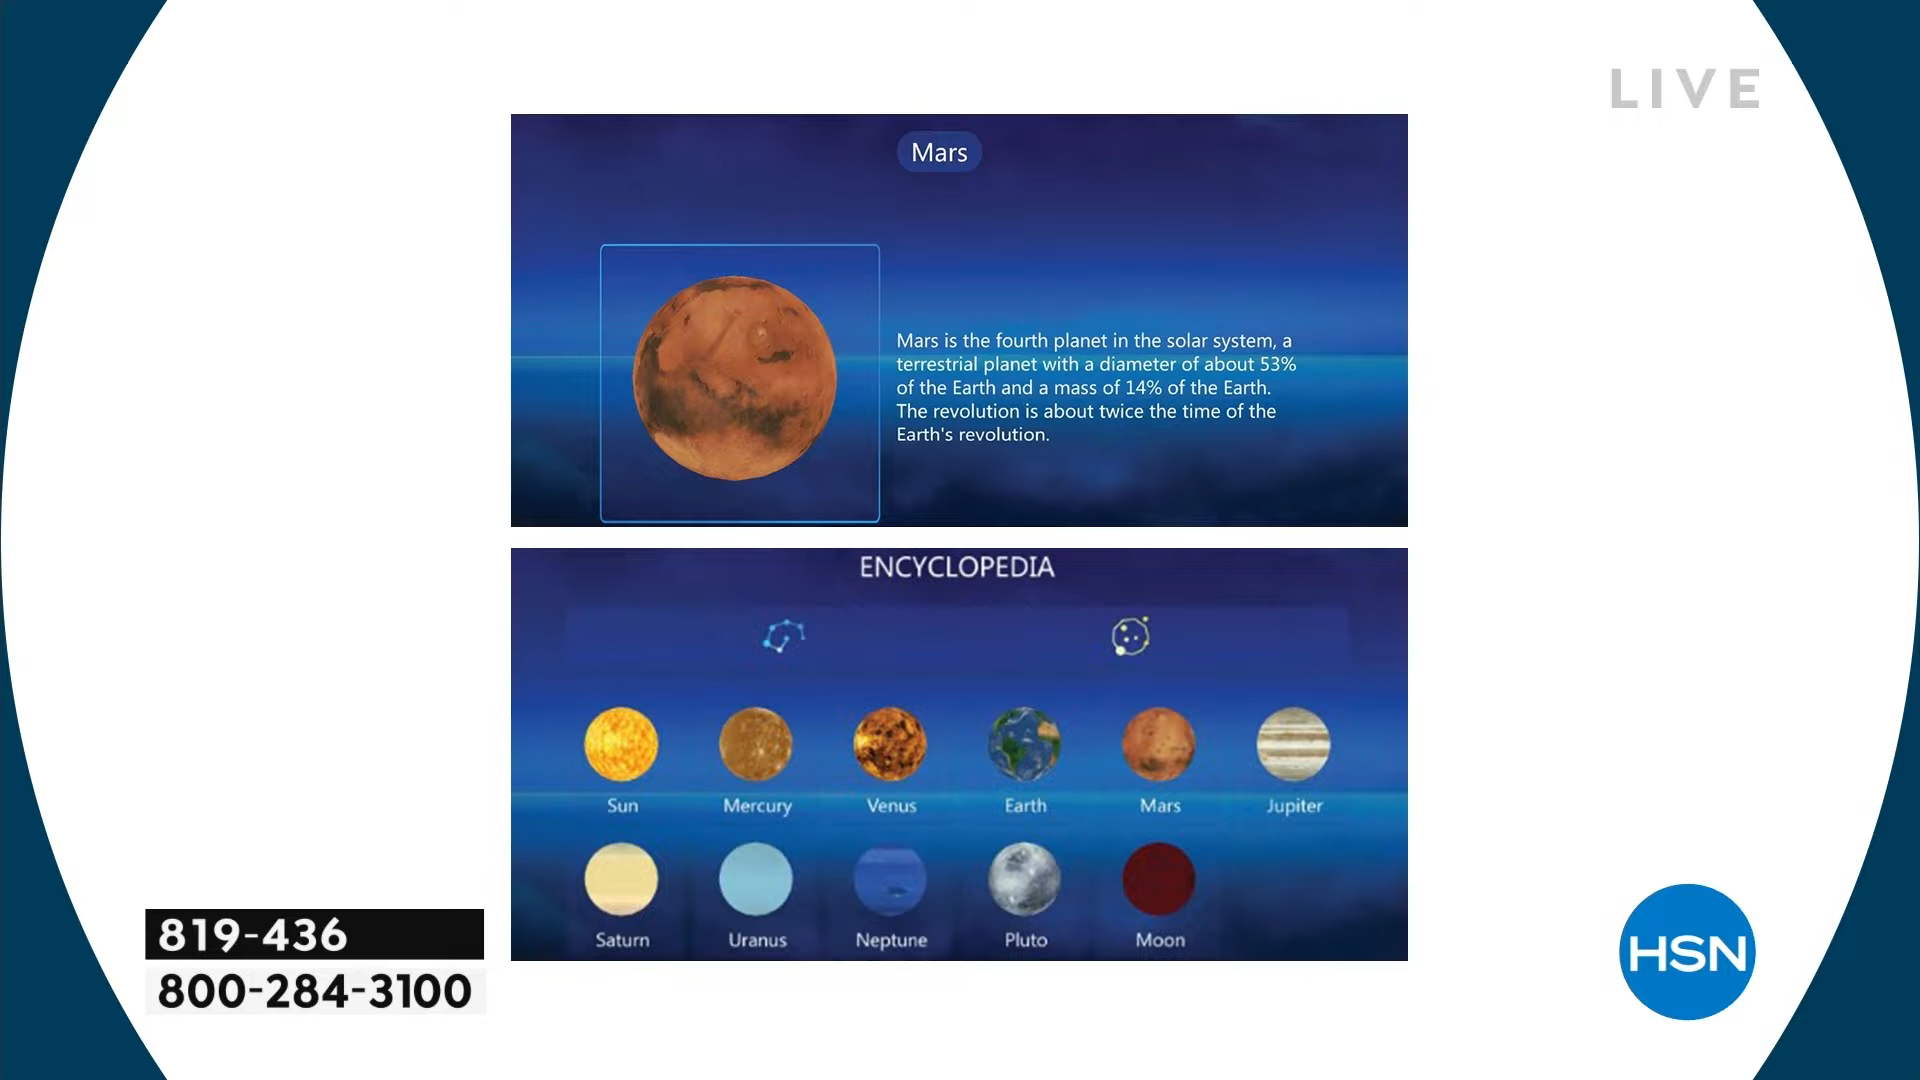 LIVE
Mars
Mars is the fourth planet in the solar system, a
terrestrial planet with a diameter of about 53%
of the Earth and a mass of 14% of the Earth.
The revolution is about twice the time of the
Earth's revolution.
ENCYCLOPEDIA
Sun Mercury Venus Earth Mars Jupiter
Saturn Uranus Neptune Pluto Moon
819-436
800-284-3100
HSN